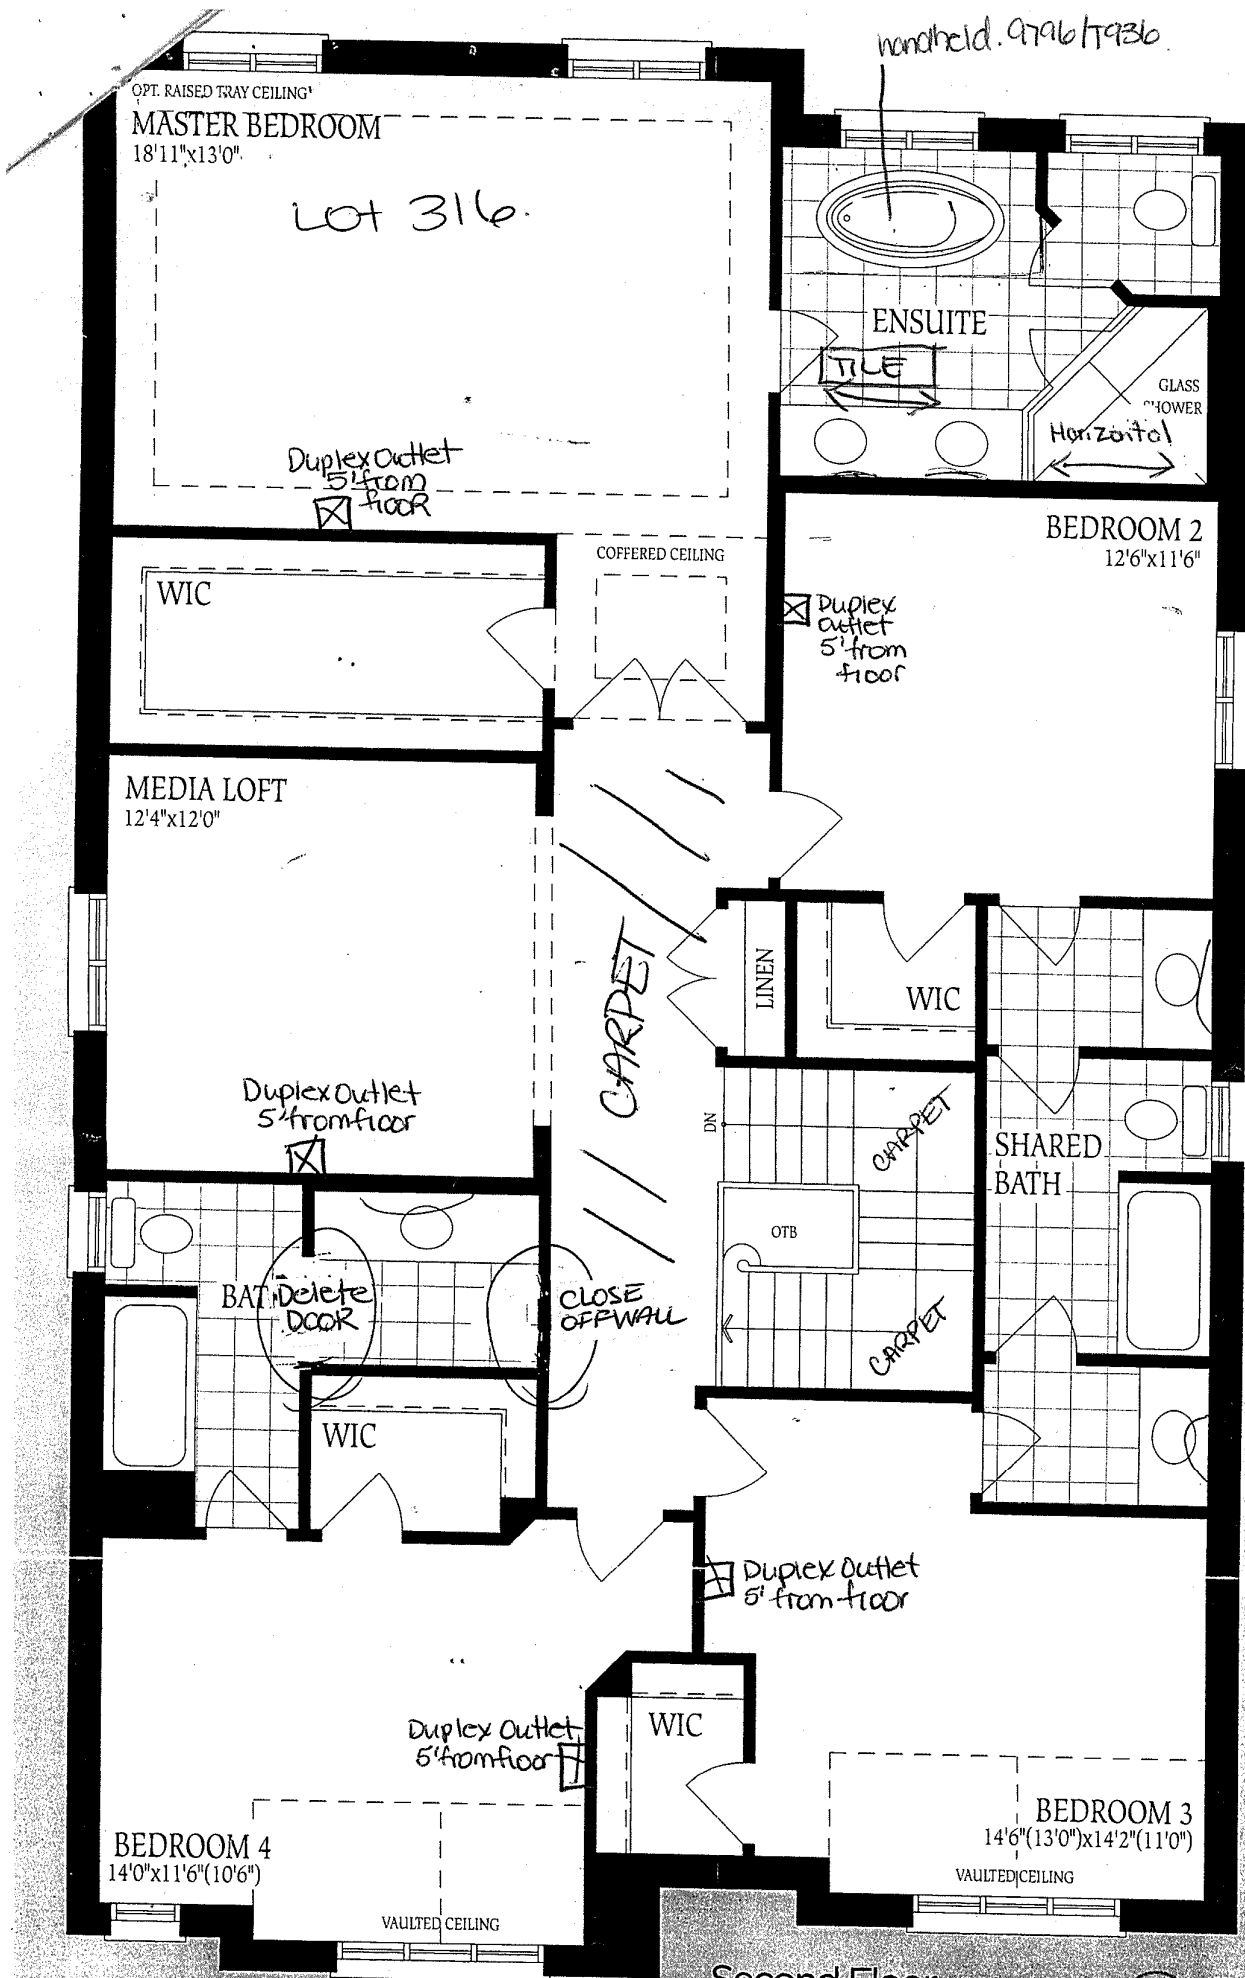 handheld. 9796/T936.
OPT. RAISED TRAY CEILING
MASTER BEDROOM
18'11"x13'0"
LOT 316.
ENSUITE
TILE
GLASS
SHOWER
Horizontal
Duplex Outlet
5' from
floor
BEDROOM 2
12'6"x11'6"
COFFERED CEILING
WIC
Duplex
Outlet
5' from
floor
MEDIA LOFT
12'4"x12'0"
CARPET
LINEN
WIC
Duplex Outlet
5' from floor
DN
CARPET
SHARED
BATH
OTB
BAT
Delete
DOOR
CLOSE
OFF WALL
CARPET
WIC
Duplex Outlet
5' from floor
Duplex Outlet
5' from floor
WIC
BEDROOM 3
14'6"(13'0")x14'2"(11'0")
VAULTED CEILING
BEDROOM 4
14'0"x11'6"(10'6")
VAULTED CEILING
Second Floor